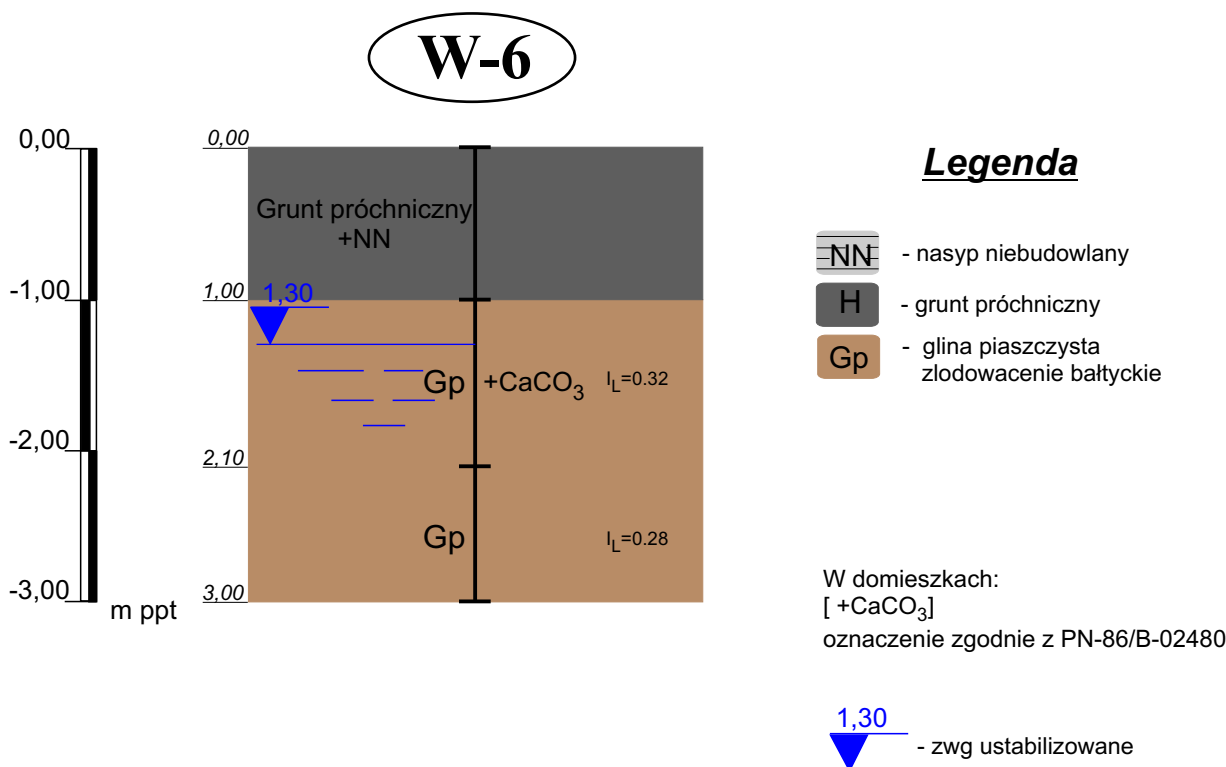 W-6
0,00
-1,00
-2,00
-3,00
m ppt
0,00
1,00
2,10
3,00
Grunt próchniczny
+NN
1,30
Gp +CaCO₃ I_L=0.32
Gp I_L=0.28
Legenda
NN - nasyp niebudowlany
H - grunt próchniczny
Gp - glina piaszczysta
zlodowacenie bałtyckie
W domieszkach:
[ +CaCO₃]
oznaczenie zgodnie z PN-86/B-02480
1,30
- zwg ustabilizowane